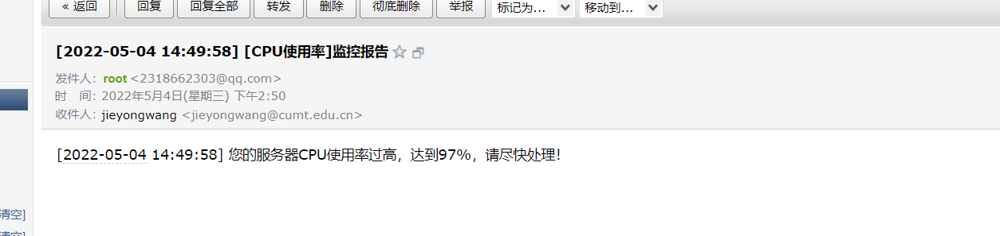 « 返回 回复 回复全部 转发 删除 彻底删除 举报 标记为... 移动到...
[2022-05-04 14:49:58] [CPU使用率]监控报告
发件人：root <2318662303@qq.com>
时 间：2022年5月4日(星期三) 下午2:50
收件人：jieyongwang <jieyongwang@cumt.edu.cn>
[2022-05-04 14:49:58] 您的服务器CPU使用率过高，达到97%，请尽快处理！
清空]
清空]